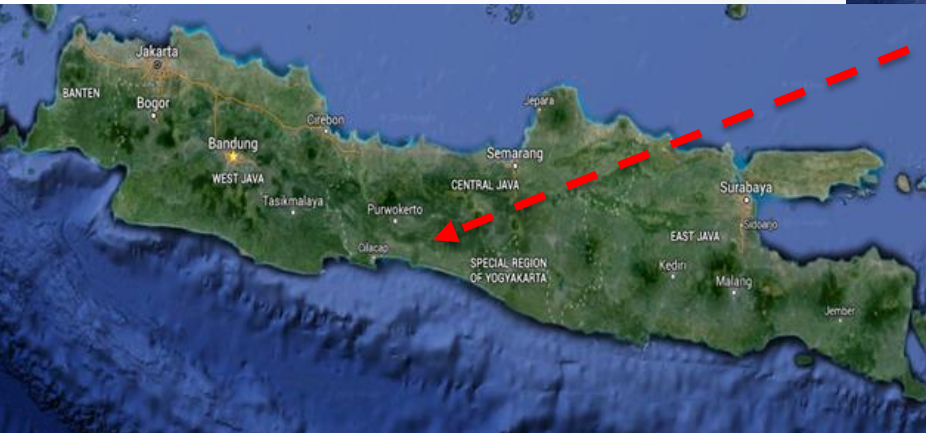 Jakarta
BANTEN
Bogor
Cirebon
Jepara
Bandung
WEST JAVA
Semarang
CENTRAL JAVA
Surabaya
Tasikmalaya
Purwokerto
Sidoarjo
EAST JAVA
Cilacap
SPECIAL REGION
OF YOGYAKARTA
Kediri
Malang
Jember